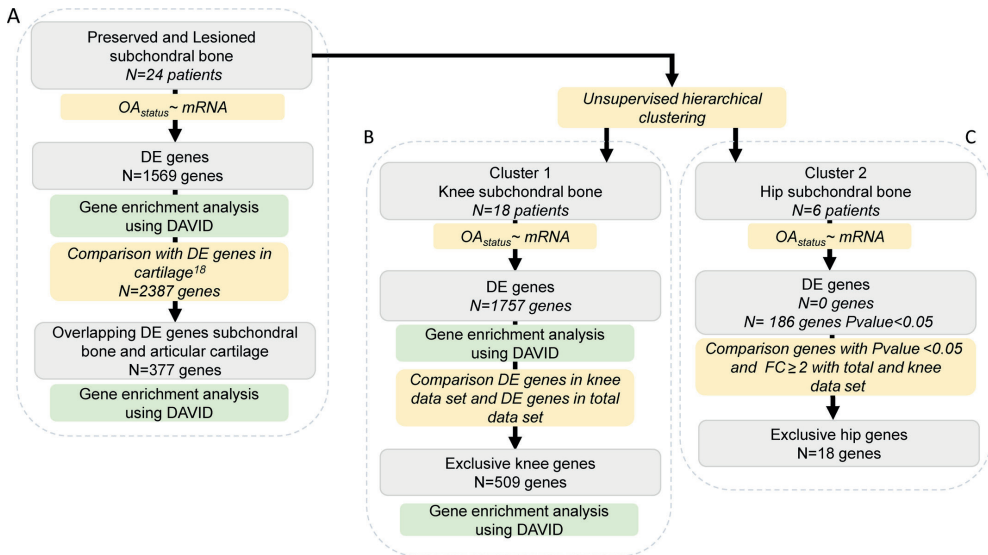 A
Preserved and Lesioned
subchondral bone
N=24 patients
OAstatus~ mRNA
DE genes
N=1569 genes
Gene enrichment analysis
using DAVID
Comparison with DE genes in
cartilage18
N=2387 genes
Overlapping DE genes subchondral
bone and articular cartilage
N=377 genes
Gene enrichment analysis
using DAVID
Unsupervised hierarchical
clustering
B
Cluster 1
Knee subchondral bone
N=18 patients
OAstatus~ mRNA
DE genes
N=1757 genes
Gene enrichment analysis
using DAVID
Comparison DE genes in knee
data set and DE genes in total
data set
Exclusive knee genes
N=509 genes
Gene enrichment analysis
using DAVID
C
Cluster 2
Hip subchondral bone
N=6 patients
OAstatus~ mRNA
DE genes
N=0 genes
N= 186 genes Pvalue<0.05
Comparison genes with Pvalue <0.05
and FC≥2 with total and knee
data set
Exclusive hip genes
N=18 genes